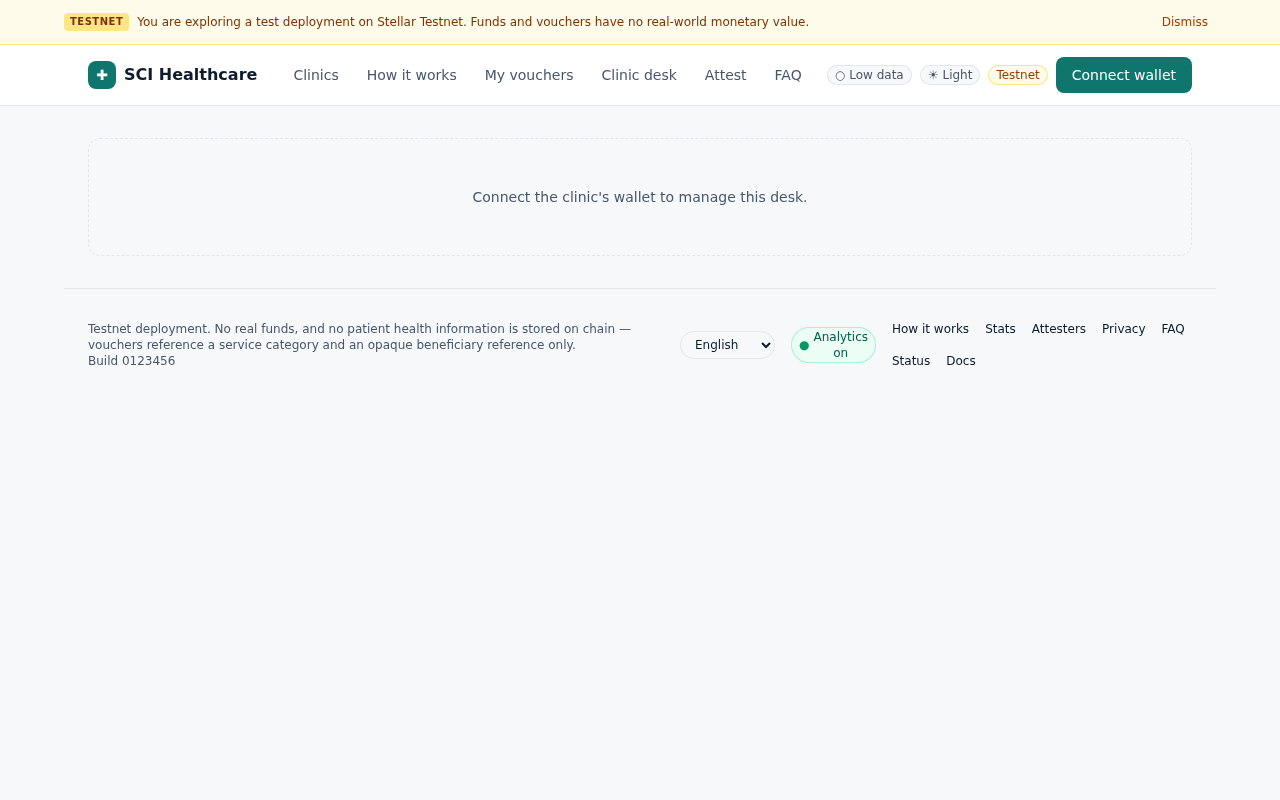 TESTNET You are exploring a test deployment on Stellar Testnet. Funds and vouchers have no real-world monetary value. Dismiss
SCI Healthcare Clinics How it works My vouchers Clinic desk Attest FAQ Low data Light Testnet Connect wallet
Connect the clinic's wallet to manage this desk.
Testnet deployment. No real funds, and no patient health information is stored on chain —
vouchers reference a service category and an opaque beneficiary reference only.
Build 0123456
English
Analytics
on
How it works Stats Attesters Privacy FAQ
Status Docs